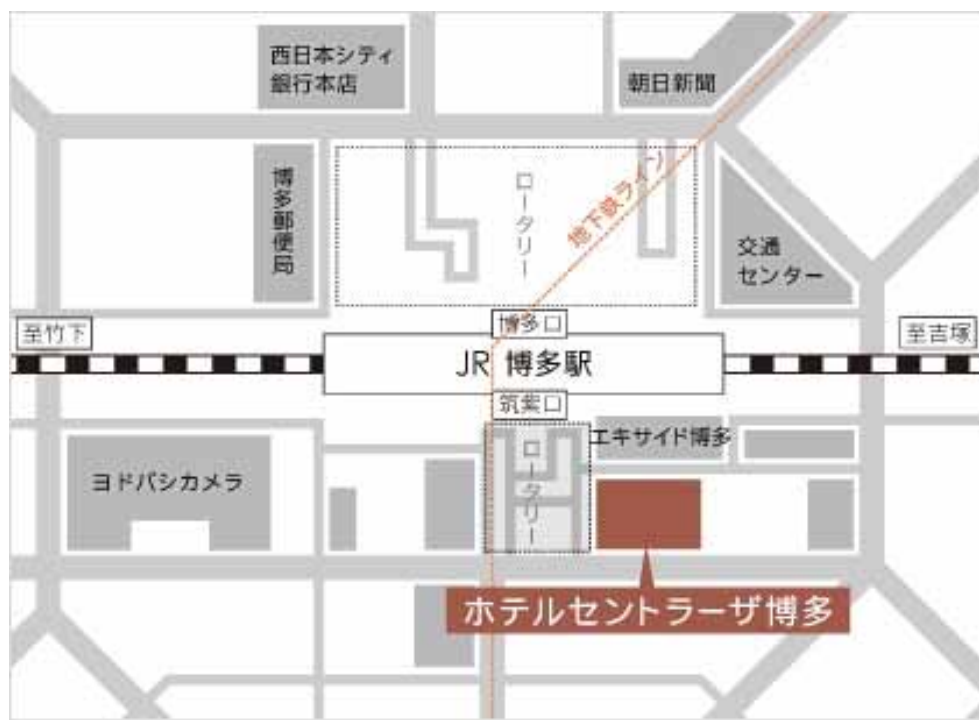 西日本シティ
銀行本店
朝日新聞
博多郵便局
ロータリー
地下鉄ライン
交通
センター
博多口
至竹下
至吉塚
JR 博多駅
筑紫口
エキサイド博多
ロータリー
ヨドバシカメラ
ホテルセントラーザ博多